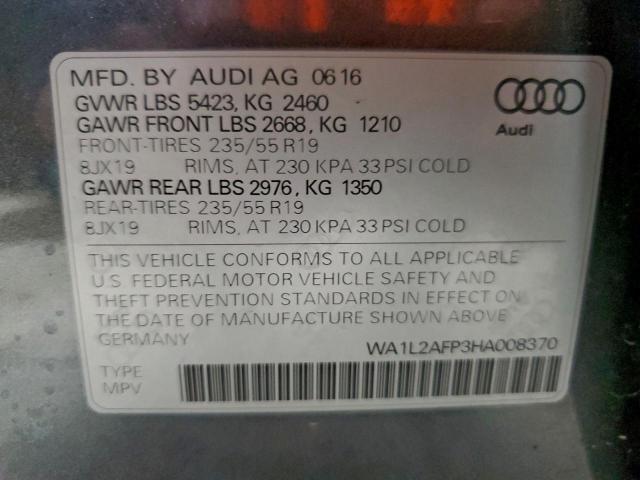 MFD. BY AUDI AG 06 16
GVWR LBS 5423, KG 2460
GAWR FRONT LBS 2668, KG 1210
FRONT-TIRES 235/55 R19
8JX19 RIMS, AT 230 KPA 33 PSI COLD
GAWR REAR LBS 2976, KG 1350
REAR-TIRES 235/55 R19
8JX19 RIMS, AT 230 KPA 33 PSI COLD
Audi
THIS VEHICLE CONFORMS TO ALL APPLICABLE
U.S. FEDERAL MOTOR VEHICLE SAFETY AND
THEFT PREVENTION STANDARDS IN EFFECT ON
THE DATE OF MANUFACTURE SHOWN ABOVE
GERMANY WA1L2AFP3HA008370
TYPE
MPV